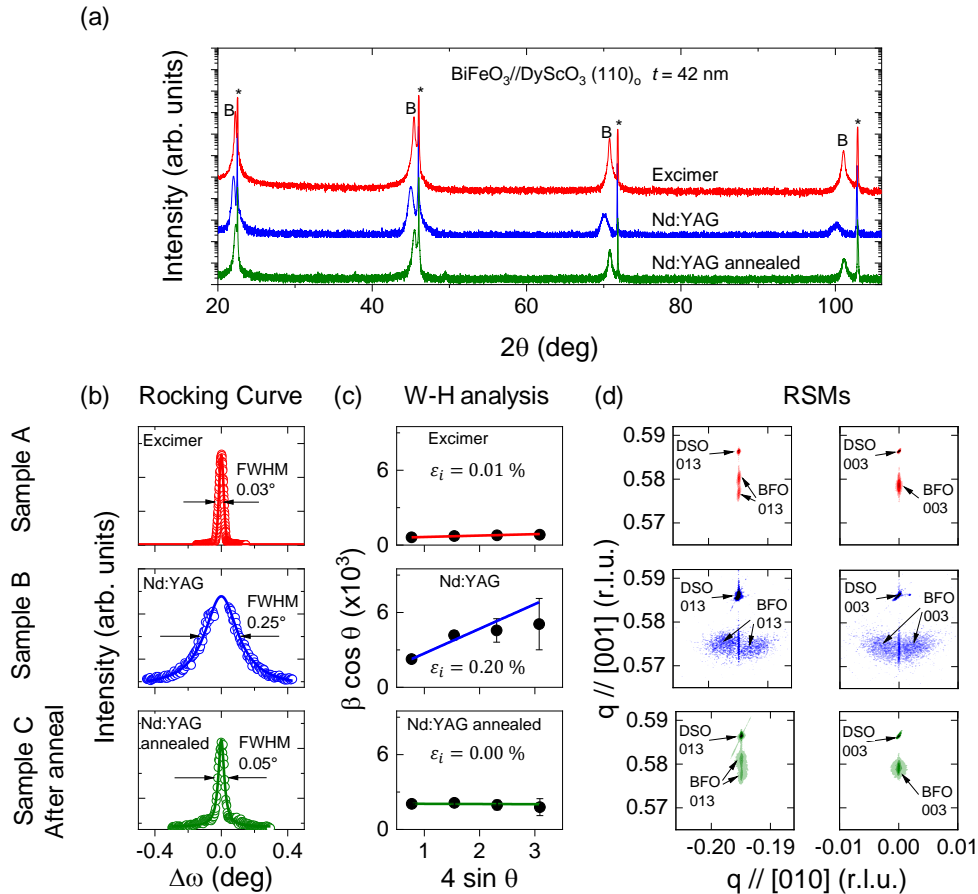 (a)
Intensity (arb. units)
BiFeO₃//DyScO₃ (110)ₒ t = 42 nm
B * B * B * B *
Excimer
Nd:YAG
Nd:YAG annealed
20 40 60 80 100
2θ (deg)
(b) Rocking Curve (c) W-H analysis (d) RSMs
Sample A
Sample B
Sample C
After anneal
Intensity (arb. units)
Excimer
FWHM
0.03°
Nd:YAG
FWHM
0.25°
Nd:YAG
annealed
FWHM
0.05°
-0.4 0.0 0.4
Δω (deg)
β cos θ (x10³)
6
0
Excimer
εᵢ = 0.01 %
6
0
Nd:YAG
εᵢ = 0.20 %
6
0
Nd:YAG annealed
εᵢ = 0.00 %
1 2 3
4 sin θ
q // [001] (r.l.u.)
0.59
0.58
0.57
DSO
013
BFO
013
DSO
003
BFO
003
0.59
0.58
0.57
DSO
013
BFO
013
DSO
003
BFO
003
0.59
0.58
0.57
DSO
013
BFO
013
DSO
003
BFO
003
-0.20 -0.19 -0.01 0.00 0.01
q // [010] (r.l.u.)